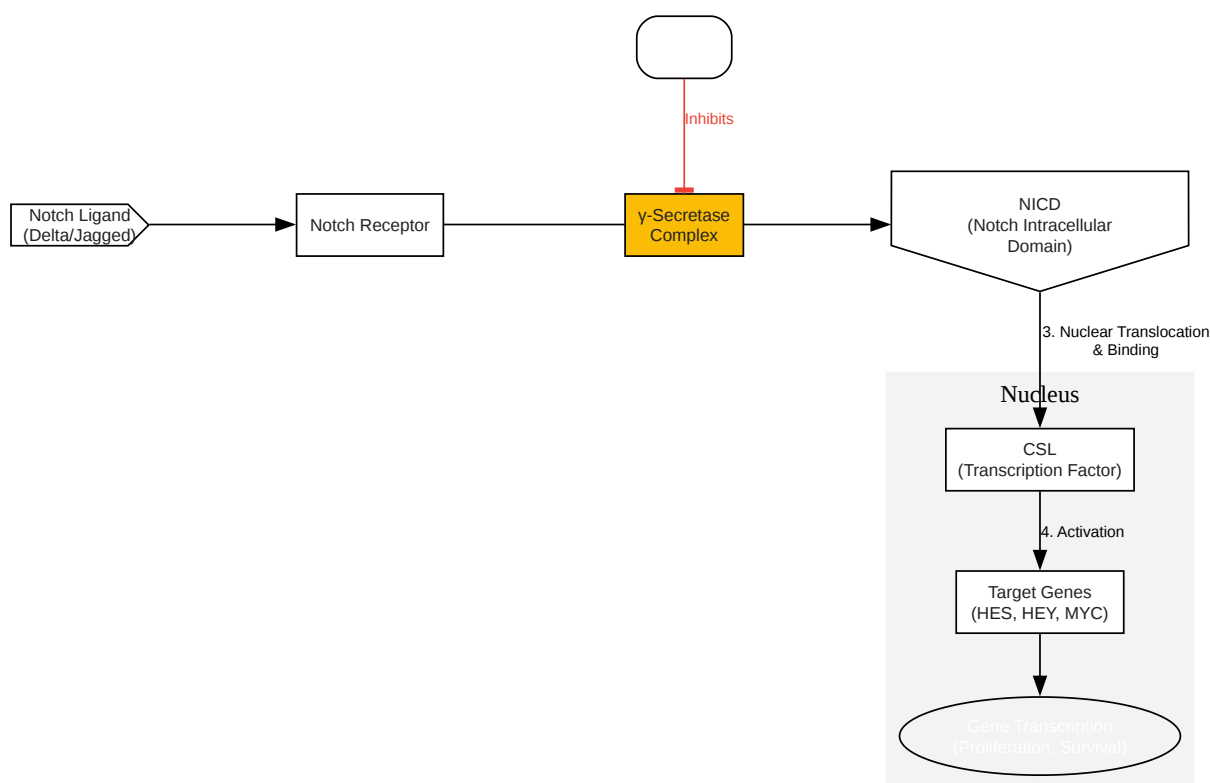 Inhibits
Notch Ligand
(Delta/Jagged)
Notch Receptor
γ-Secretase
Complex
NICD
(Notch Intracellular
Domain)
3. Nuclear Translocation
& Binding
Nucleus
CSL
(Transcription Factor)
4. Activation
Target Genes
(HES, HEY, MYC)
Gene Transcription
(Proliferation, Survival)